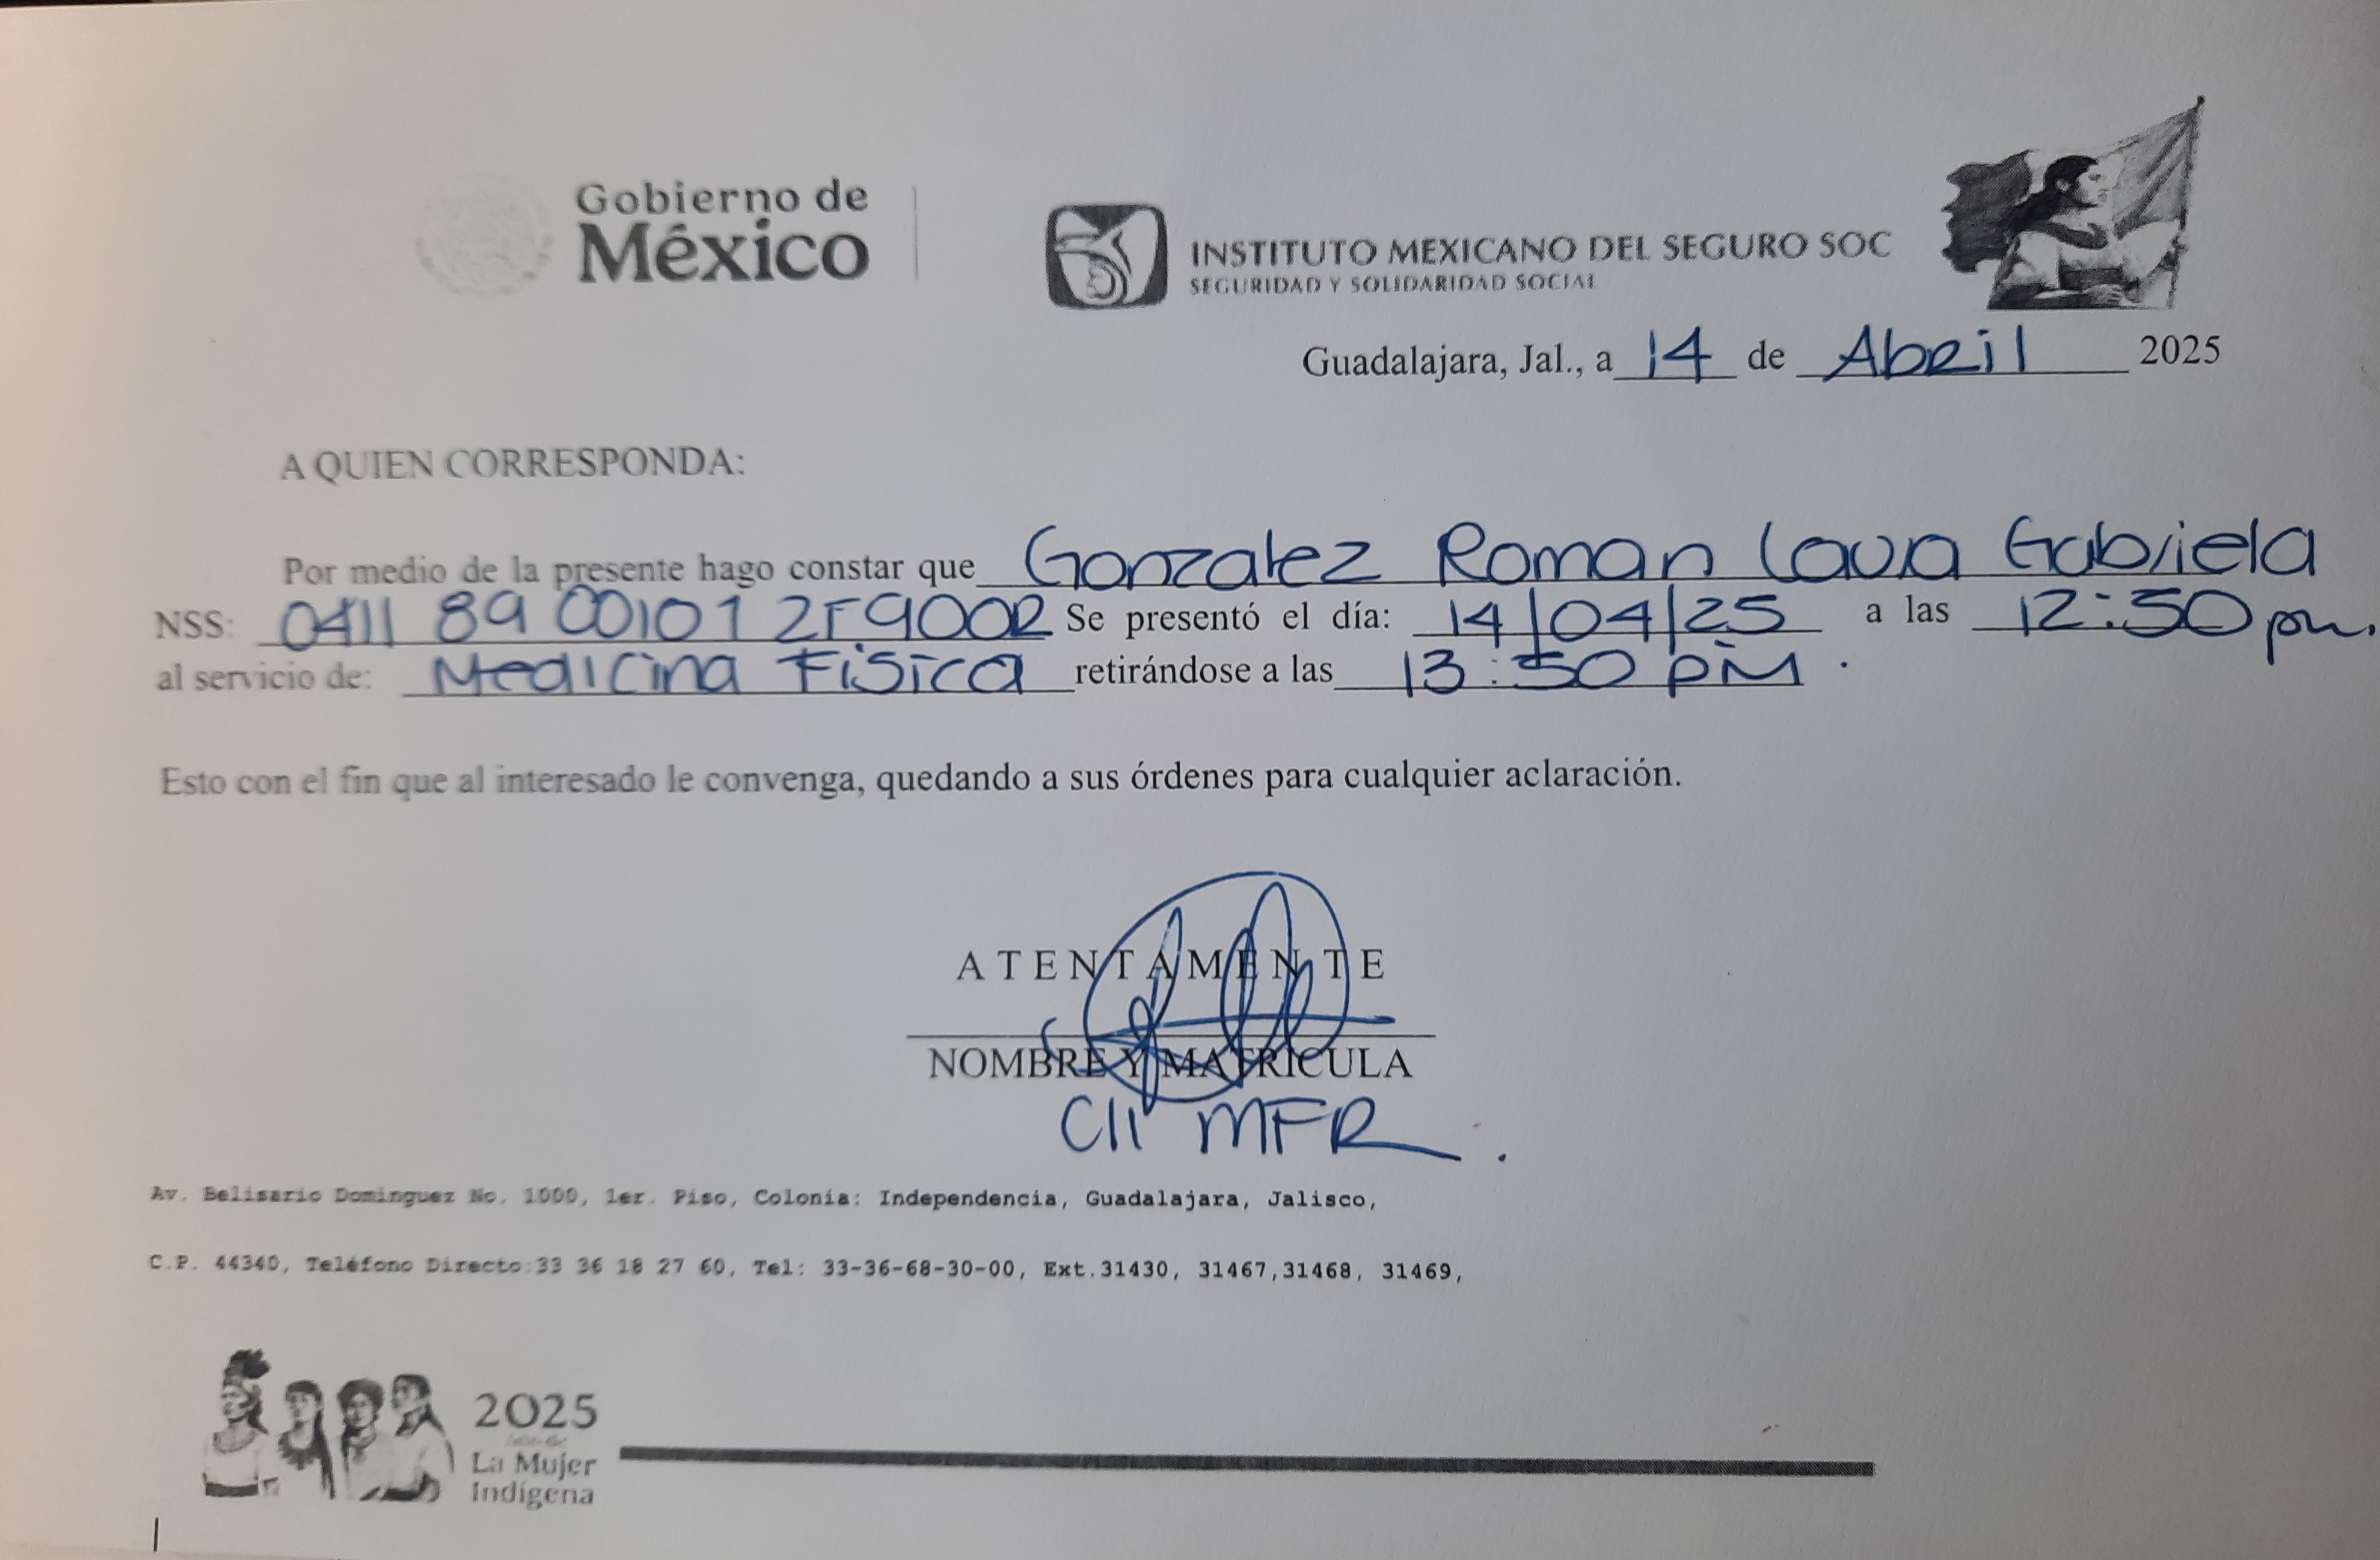 Gobierno de
México
INSTITUTO MEXICANO DEL SEGURO SOC
SEGURIDAD Y SOLIDARIDAD SOCIAL
Guadalajara, Jal., a 14 de Abril 2025
A QUIEN CORRESPONDA:
Por medio de la presente hago constar que Gonzalez Roman Laura Gabriela
NSS: 0411 89 0010 1 2F9002 Se presentó el día: 14/04/25 a las 12:50 pm.
al servicio de: Medicina Fisica retirándose a las 13:50 PM.
Esto con el fin que al interesado le convenga, quedando a sus órdenes para cualquier aclaración.
ATENTAMENTE
NOMBRE Y MATRICULA
MFR.
Av. Belisario Dominguez No. 1000, 1er. Piso, Colonia: Independencia, Guadalajara, Jalisco,
C.P. 44340, Teléfono Directo:33 36 18 27 60, Tel: 33-36-68-30-00, Ext.31430, 31467,31468, 31469,
2025
Año de
La Mujer
Indígena